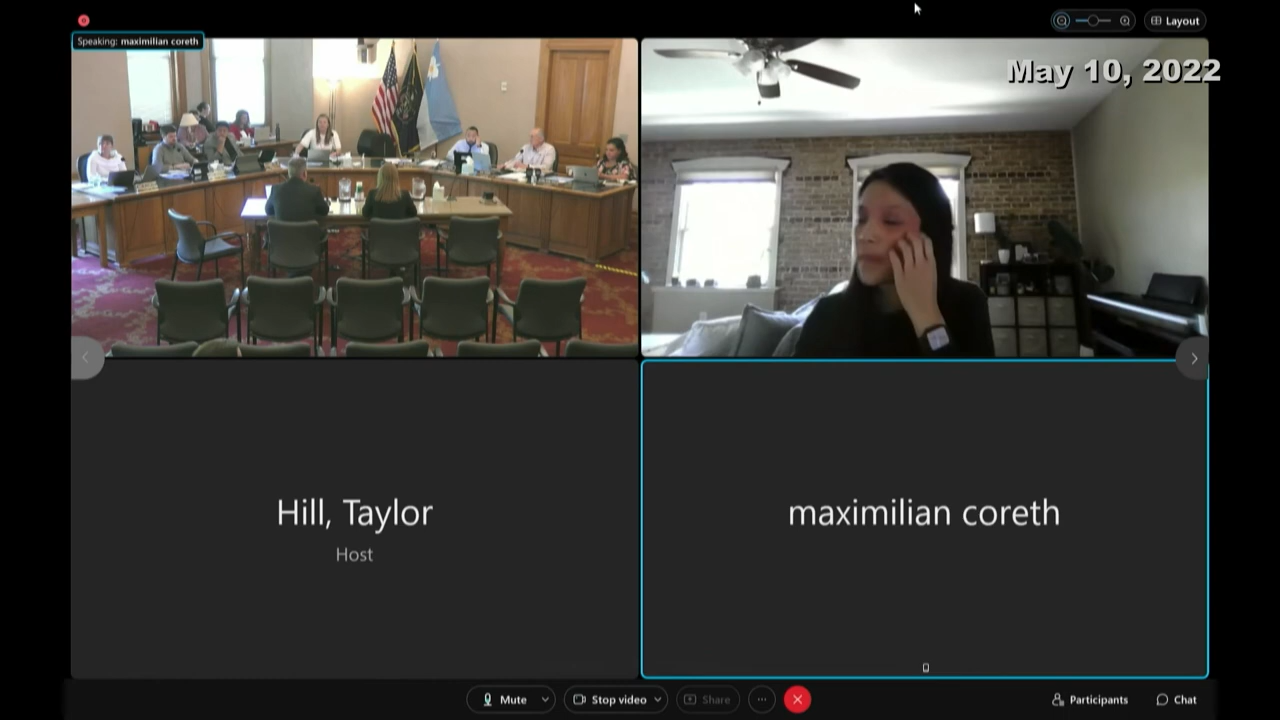 Layout
Speaking: maximilian coreth
May 10, 2022
Hill, Taylor
Host
maximilian coreth
Mute
Stop video
Share
Participants
Chat